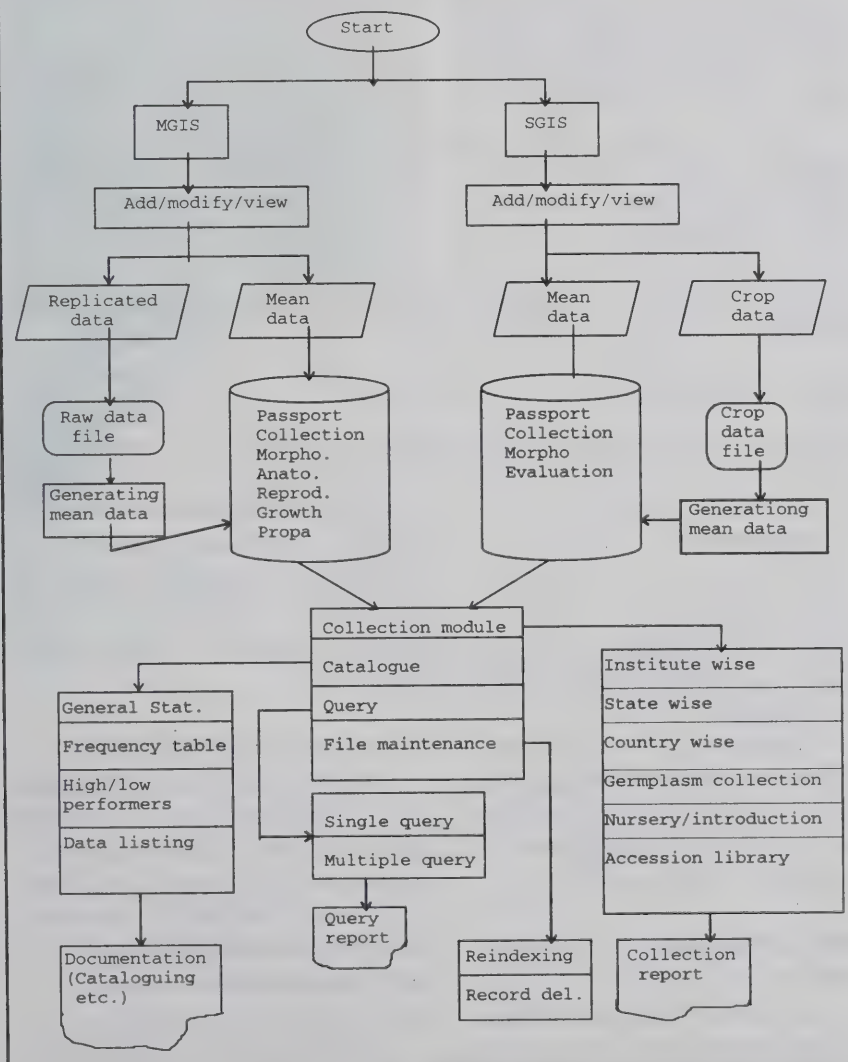 Start
MGIS
SGIS
Add/modify/view
Add/modify/view
Replicated
data
Mean
data
Mean
data
Crop
data
Raw data
file
Passport
Collection
Morpho.
Anato.
Reprod.
Growth
Propa
Passport
Collection
Morpho
Evaluation
Crop
data
file
Generating
mean data
Generationg
mean data
Collection module
Catalogue
Query
File maintenance
General Stat.
Frequency table
High/low
performers
Data listing
Institute wise
State wise
Country wise
Germplasm collection
Nursery/introduction
Accession library
Single query
Multiple query
Query
report
Documentation
(Cataloguing
etc.)
Reindexing
Record del.
Collection
report